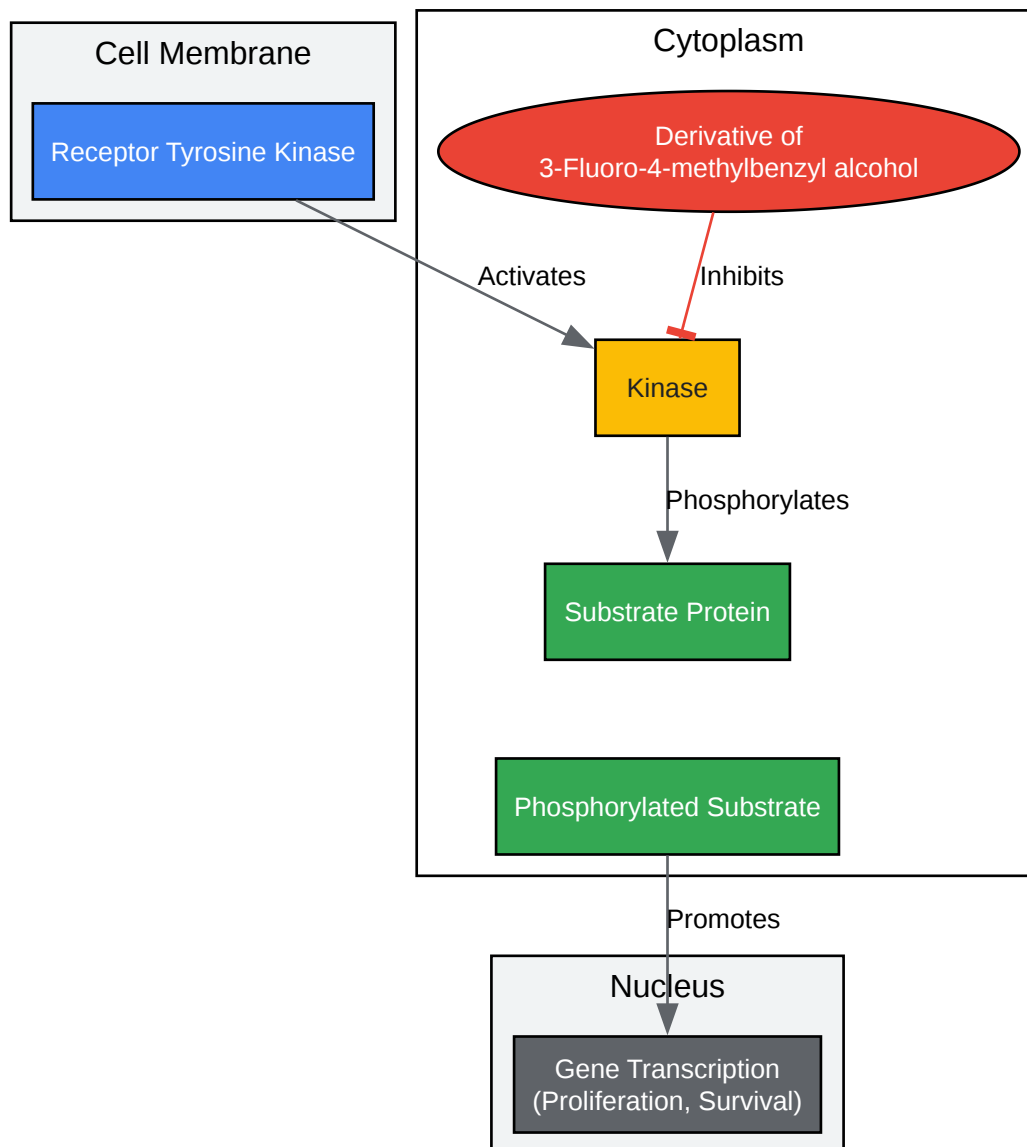 Cell Membrane
Receptor Tyrosine Kinase
Cytoplasm
Derivative of
3-Fluoro-4-methylbenzyl alcohol
Activates
Inhibits
Kinase
Phosphorylates
Substrate Protein
Phosphorylated Substrate
Promotes
Nucleus
Gene Transcription
(Proliferation, Survival)